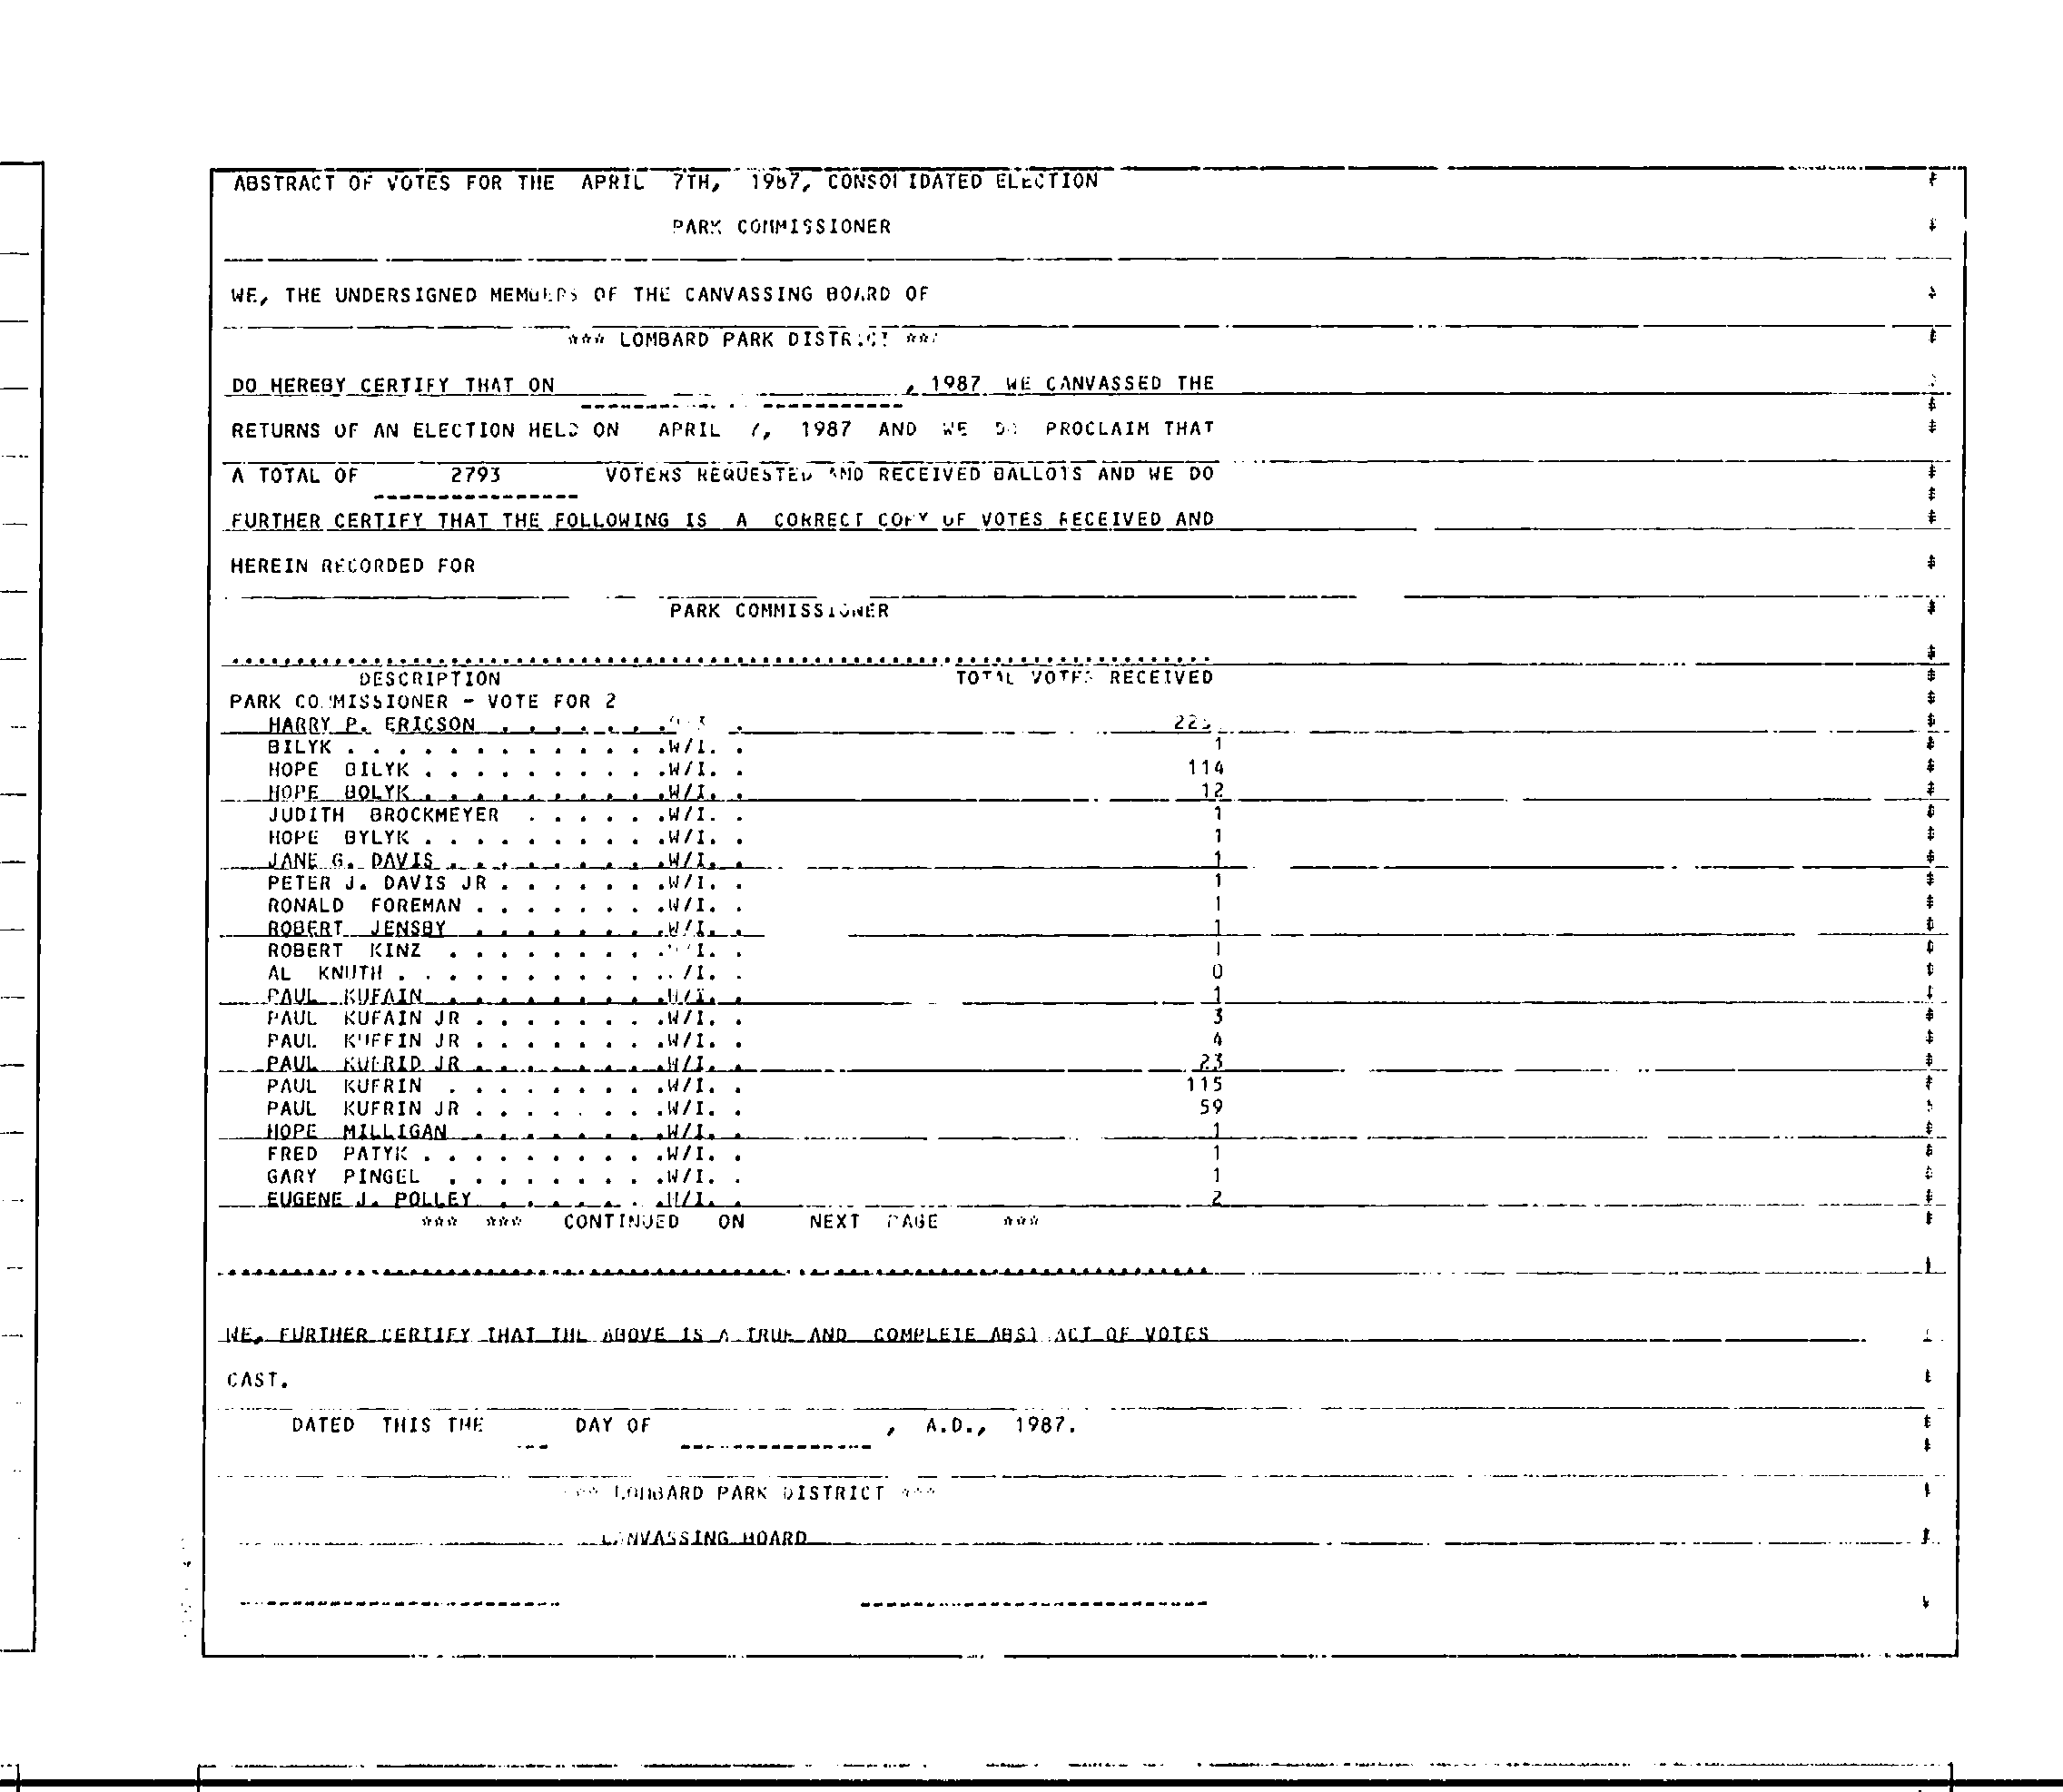 ABSTRACT OF VOTES FOR THE APRIL 7TH, 1987, CONSOLIDATED ELECTION
PARK COMMISSIONER
WE, THE UNDERSIGNED MEMBERS OF THE CANVASSING BOARD OF
*** LOMBARD PARK DISTRICT ***
DO HEREBY CERTIFY THAT ON , 1987 WE CANVASSED THE
RETURNS OF AN ELECTION HELD ON APRIL 7, 1987 AND WE DO PROCLAIM THAT
A TOTAL OF 2793 VOTERS REQUESTED AND RECEIVED BALLOTS AND WE DO
FURTHER CERTIFY THAT THE FOLLOWING IS A CORRECT COPY OF VOTES RECEIVED AND
HEREIN RECORDED FOR
PARK COMMISSIONER
DESCRIPTION TOTAL VOTES RECEIVED
PARK COMMISSIONER - VOTE FOR 2
HARRY P. ERICSON . . . . . . .
BILYK . . . . . . . . . . . . .W/I. . 1
HOPE BILYK . . . . . . . . . .W/I. . 114
HOPE BOLYK . . . . . . . . . .W/I. . 12
JUDITH BROCKMEYER . . . . . .W/I. . 1
HOPE BYLYK . . . . . . . . . .W/I. . 1
JANE G. DAVIS . . . . . . . . .W/I. . 1
PETER J. DAVIS JR . . . . . . .W/I. . 1
RONALD FOREMAN . . . . . . . .W/I. . 1
ROBERT JENSBY . . . . . . . .W/I. . 1
ROBERT KINZ . . . . . . . . .W/I. . 1
AL KNUTH . . . . . . . . . . .W/I. . 0
PAUL KUFAIN . . . . . . . . .W/I. . 1
PAUL KUFAIN JR . . . . . . . .W/I. . 3
PAUL KUFFIN JR . . . . . . . .W/I. . 4
PAUL KUFRID JR . . . . . . . .W/I. . 23
PAUL KUFRIN . . . . . . . . .W/I. . 115
PAUL KUFRIN JR . . . . . . . .W/I. . 59
HOPE MILLIGAN . . . . . . . .W/I. . 1
FRED PATYK . . . . . . . . . .W/I. . 1
GARY PINGEL . . . . . . . . .W/I. . 1
EUGENE J. POLLEY . . . . . . .W/I. . 2
*** *** CONTINUED ON NEXT PAGE ***
WE, FURTHER CERTIFY THAT THE ABOVE IS A TRUE AND COMPLETE ABSTRACT OF VOTES
CAST.
DATED THIS THE DAY OF , A.D., 1987.
*** LOMBARD PARK DISTRICT ***
CANVASSING BOARD